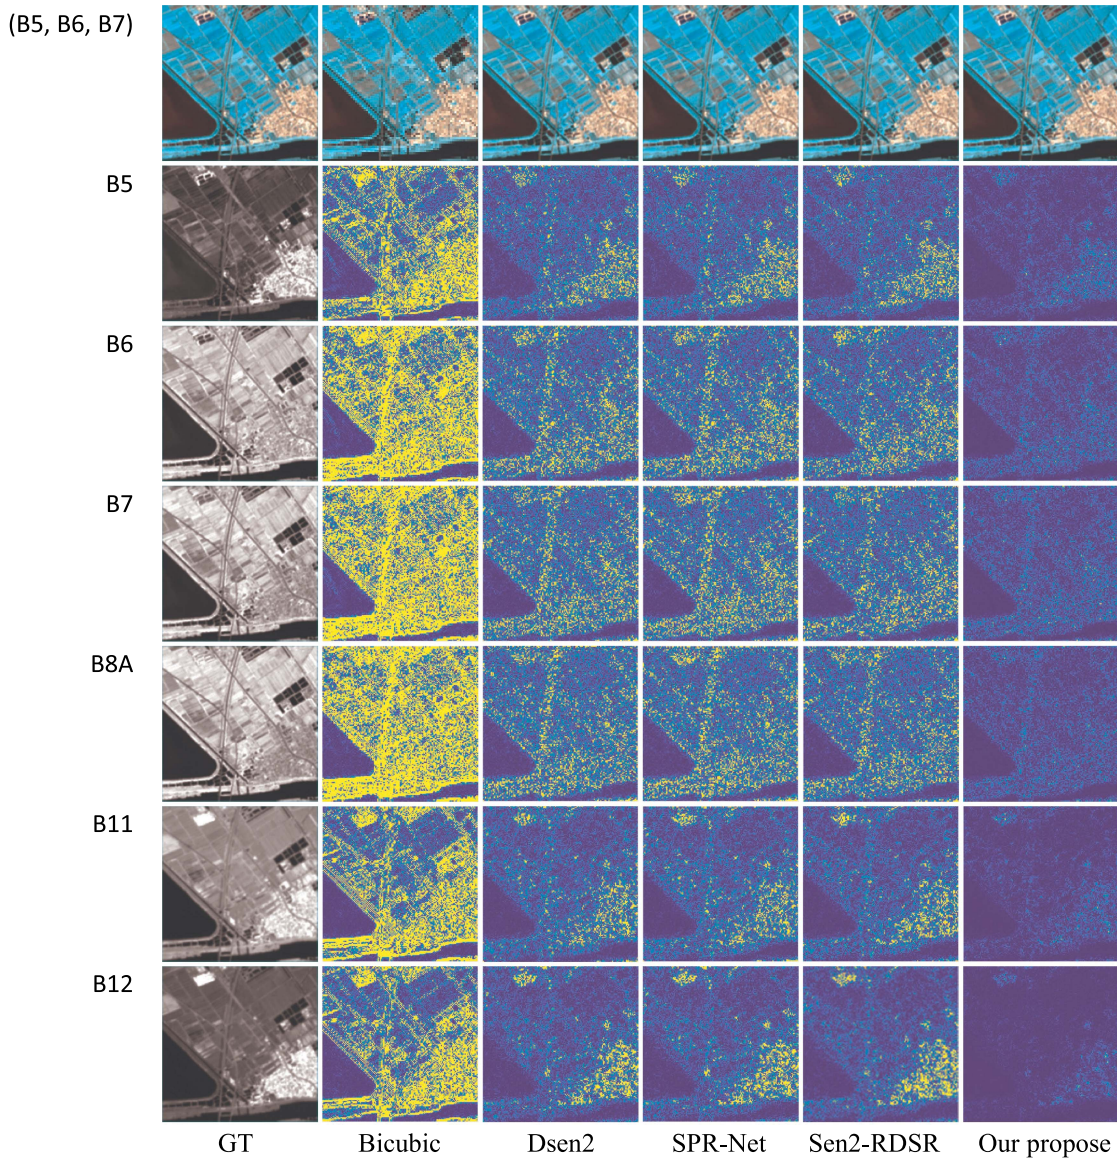 (B5, B6, B7)
B5
B6
B7
B8A
B11
B12
GT Bicubic Dsen2 SPR-Net Sen2-RDSR Our propose